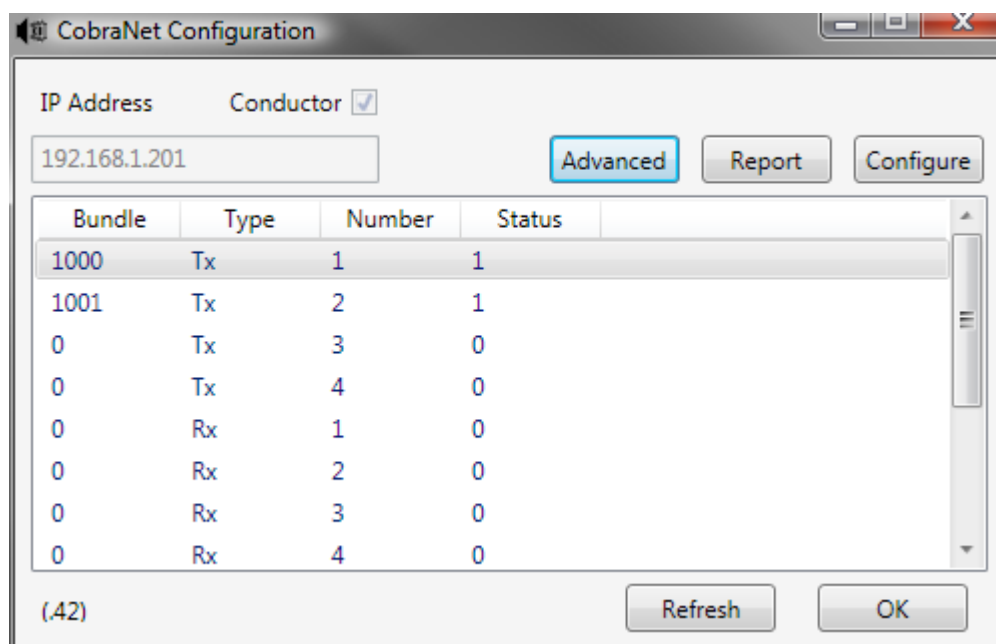 CobraNet Configuration
IP Address Conductor
192.168.1.201 Advanced Report Configure
Bundle Type Number Status
1000 Tx 1 1
1001 Tx 2 1
0 Tx 3 0
0 Tx 4 0
0 Rx 1 0
0 Rx 2 0
0 Rx 3 0
0 Rx 4 0
(.42) Refresh OK